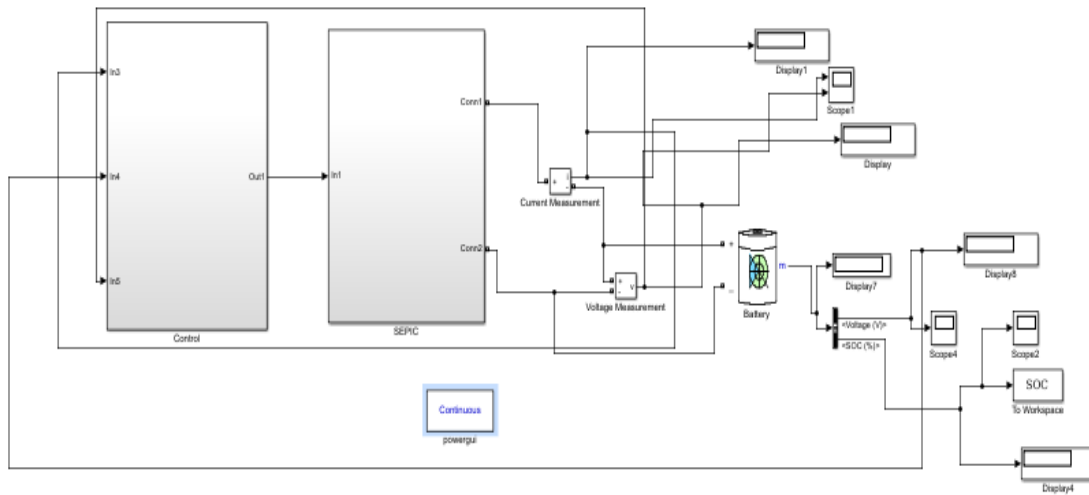 In3
In4
In5
Out1
Control
In1
Conn1
Conn2
SEPIC
+
i
-
Current Measurement
+
-
v
Voltage Measurement
+
m
-
Battery
Display1
Scope1
Display
Display7
Display8
<Voltage (V)>
<SOC (%)>
Scope4
Scope2
SOC
To Workspace
Display4
Continuous
powergui